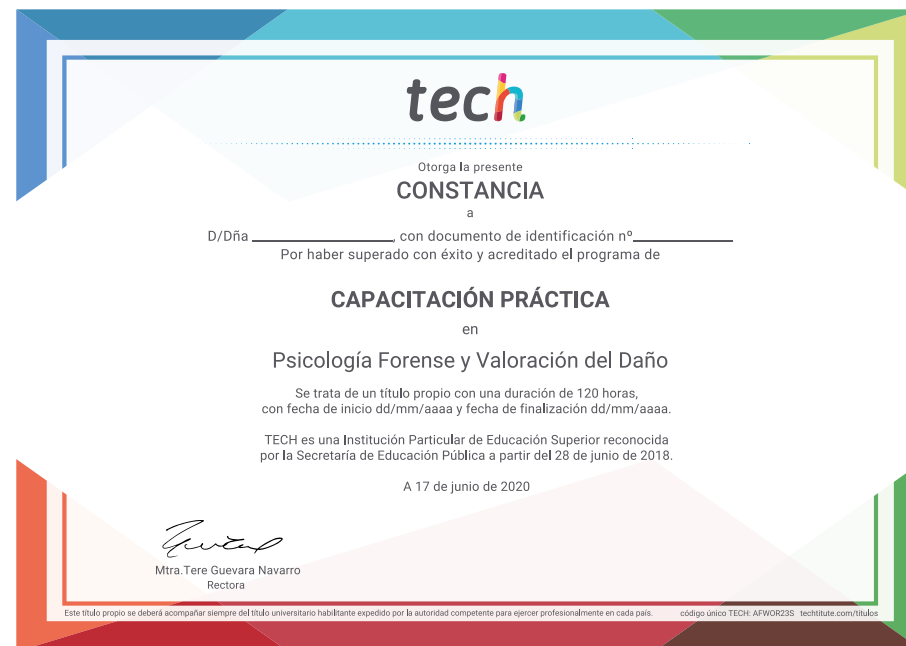 tech
Otorga la presente
CONSTANCIA
a
D/Dña ____________________, con documento de identificación nº______________
Por haber superado con éxito y acreditado el programa de
CAPACITACIÓN PRÁCTICA
en
Psicología Forense y Valoración del Daño
Se trata de un título propio con una duración de 120 horas,
con fecha de inicio dd/mm/aaaa y fecha de finalización dd/mm/aaaa.
TECH es una Institución Particular de Educación Superior reconocida
por la Secretaría de Educación Pública a partir del 28 de junio de 2018.
A 17 de junio de 2020
Mtra.Tere Guevara Navarro
Rectora
Este título propio se deberá acompañar siempre del título universitario habilitante expedido por la autoridad competente para ejercer profesionalmente en cada país. código único TECH: AFWOR23S techtitute.com/titulos